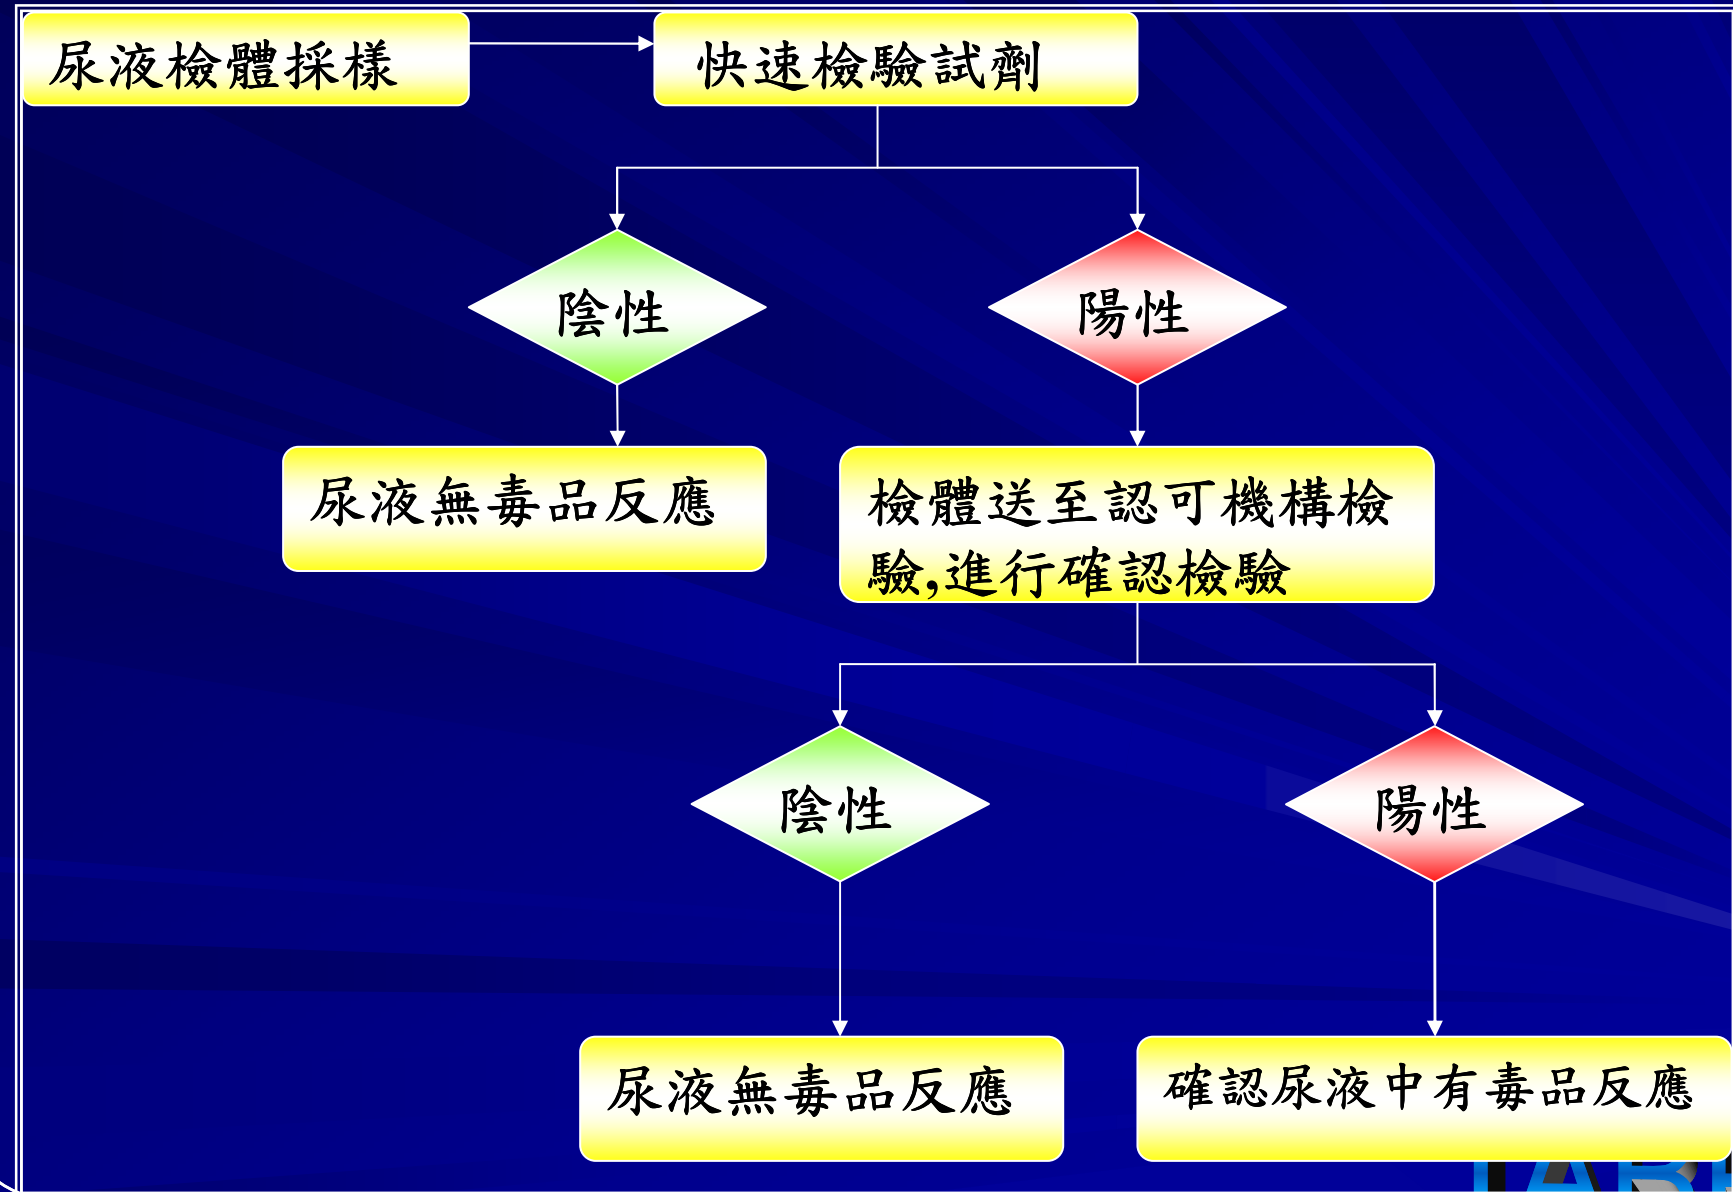 尿液檢體採樣
快速檢驗試劑
陰性
陽性
尿液無毒品反應
檢體送至認可機構檢
驗,進行確認檢驗
陰性
陽性
尿液無毒品反應
確認尿液中有毒品反應